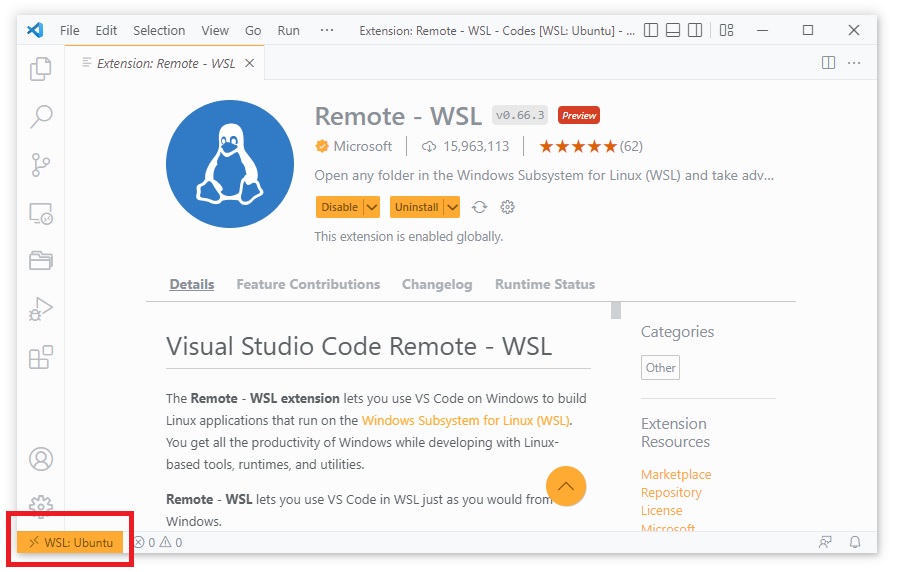 File Edit Selection View Go Run ··· Extension: Remote - WSL - Codes [WSL: Ubuntu] - ...
Extension: Remote - WSL
Remote - WSL v0.66.3 Preview
Microsoft 15,963,113 (62)
Open any folder in the Windows Subsystem for Linux (WSL) and take adv...
Disable Uninstall
This extension is enabled globally.
Details Feature Contributions Changelog Runtime Status
Visual Studio Code Remote - WSL
The Remote - WSL extension lets you use VS Code on Windows to build
Linux applications that run on the Windows Subsystem for Linux (WSL).
You get all the productivity of Windows while developing with Linux-
based tools, runtimes, and utilities.
Remote - WSL lets you use VS Code in WSL just as you would from
Windows.
Categories
Other
Extension
Resources
Marketplace
Repository
License
Microsoft
WSL: Ubuntu 0 0